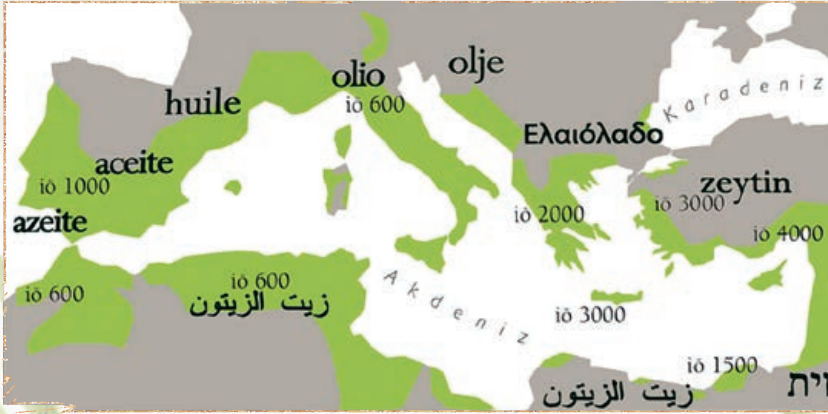 olje
olio
Karadeniz
huile
iö 600
Ελαιόλαδο
aceite
zeytin
iö 1000
iö 3000
iö 2000
azeite
iö 4000
iö 600
iö 600
Akdeniz
زيت الزيتون
iö 3000
iö 1500
زيت الزيتون